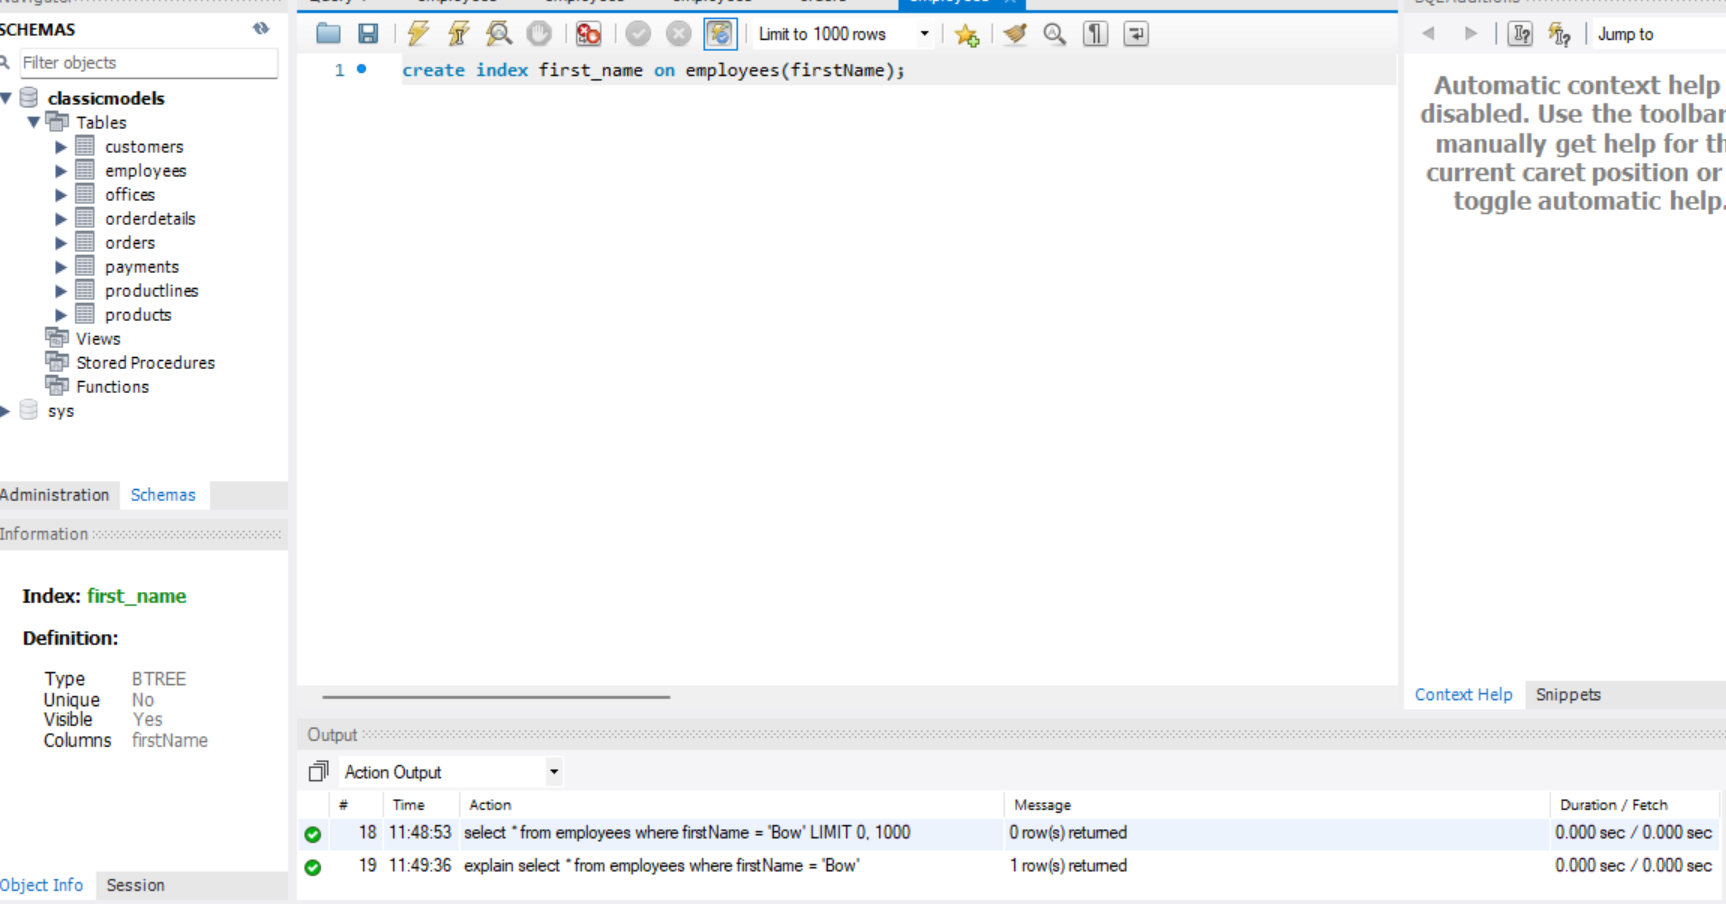 SCHEMAS
Filter objects
classicmodels
Tables
customers
employees
offices
orderdetails
orders
payments
productlines
products
Views
Stored Procedures
Functions
sys
Administration Schemas
Information
Index: first_name
Definition:
Type BTREE
Unique No
Visible Yes
Columns firstName
Object Info Session
Limit to 1000 rows
1 create index first_name on employees(firstName);
Output
Action Output
# Time Action Message Duration / Fetch
18 11:48:53 select * from employees where firstName = 'Bow' LIMIT 0, 1000 0 row(s) returned 0.000 sec / 0.000 sec
19 11:49:36 explain select * from employees where firstName = 'Bow' 1 row(s) returned 0.000 sec / 0.000 sec
Jump to
Automatic context help
disabled. Use the toolbar
manually get help for th
current caret position or
toggle automatic help.
Context Help Snippets